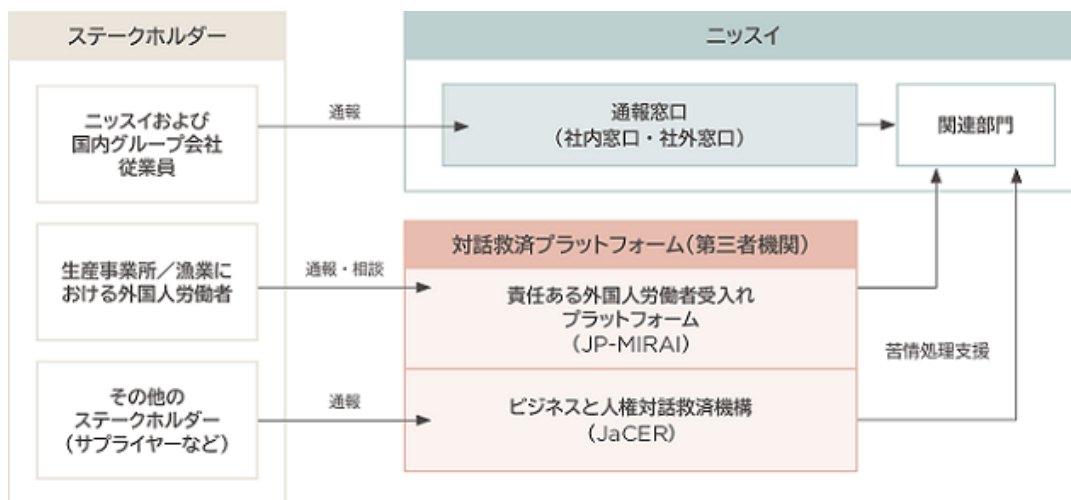 ステークホルダー
ニッスイ
ニッスイおよび
国内グループ会社
従業員
通報
通報窓口
（社内窓口・社外窓口）
関連部門
生産事業所／漁業に
おける外国人労働者
通報・相談
対話救済プラットフォーム（第三者機関）
責任ある外国人労働者受入れ
プラットフォーム
（JP-MIRAI）
苦情処理支援
その他の
ステークホルダー
（サプライヤーなど）
通報
ビジネスと人権対話救済機構
（JaCER）